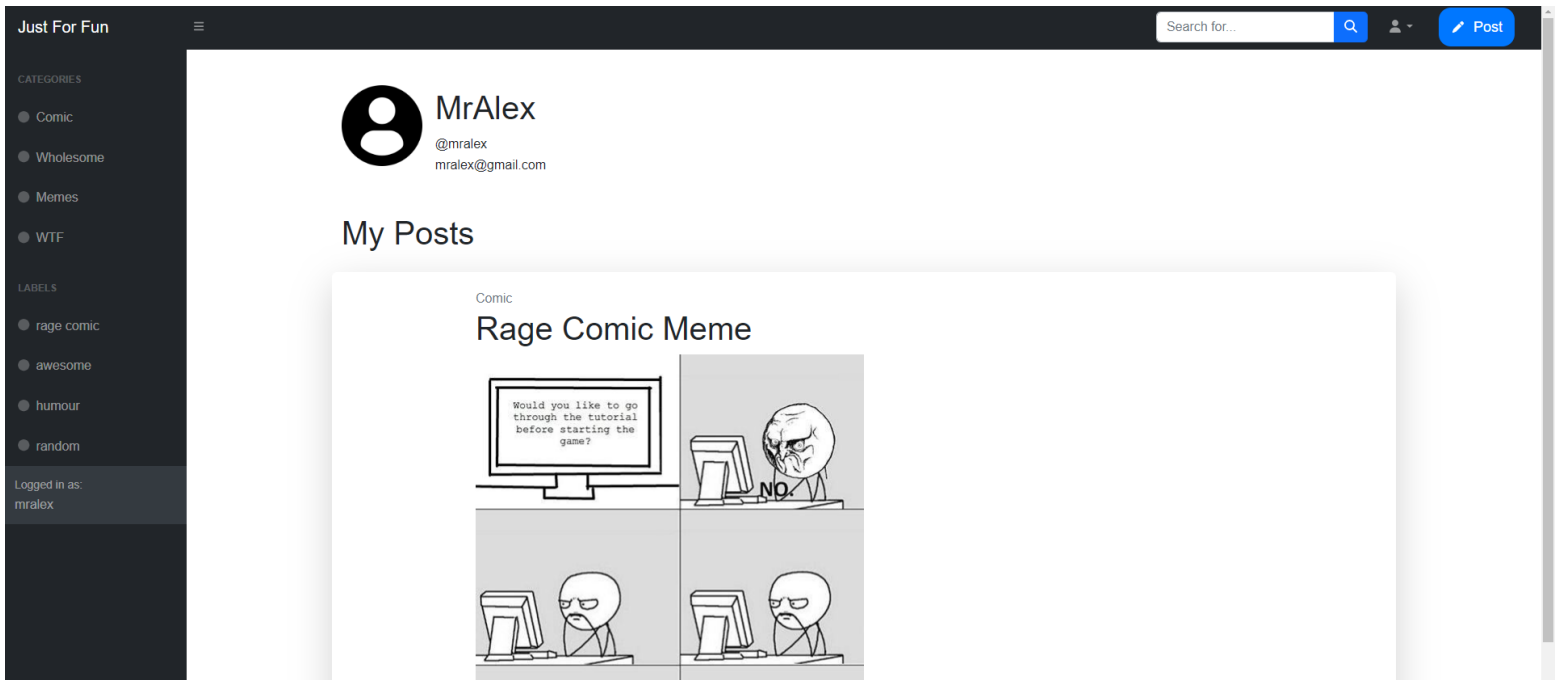 Just For Fun
Search for...
Post
CATEGORIES
Comic
Wholesome
Memes
WTF
LABELS
rage comic
awesome
humour
random
Logged in as:
mralex
MrAlex
@mralex
mralex@gmail.com
My Posts
Comic
Rage Comic Meme
Would you like to go
through the tutorial
before starting the
game?
NO.